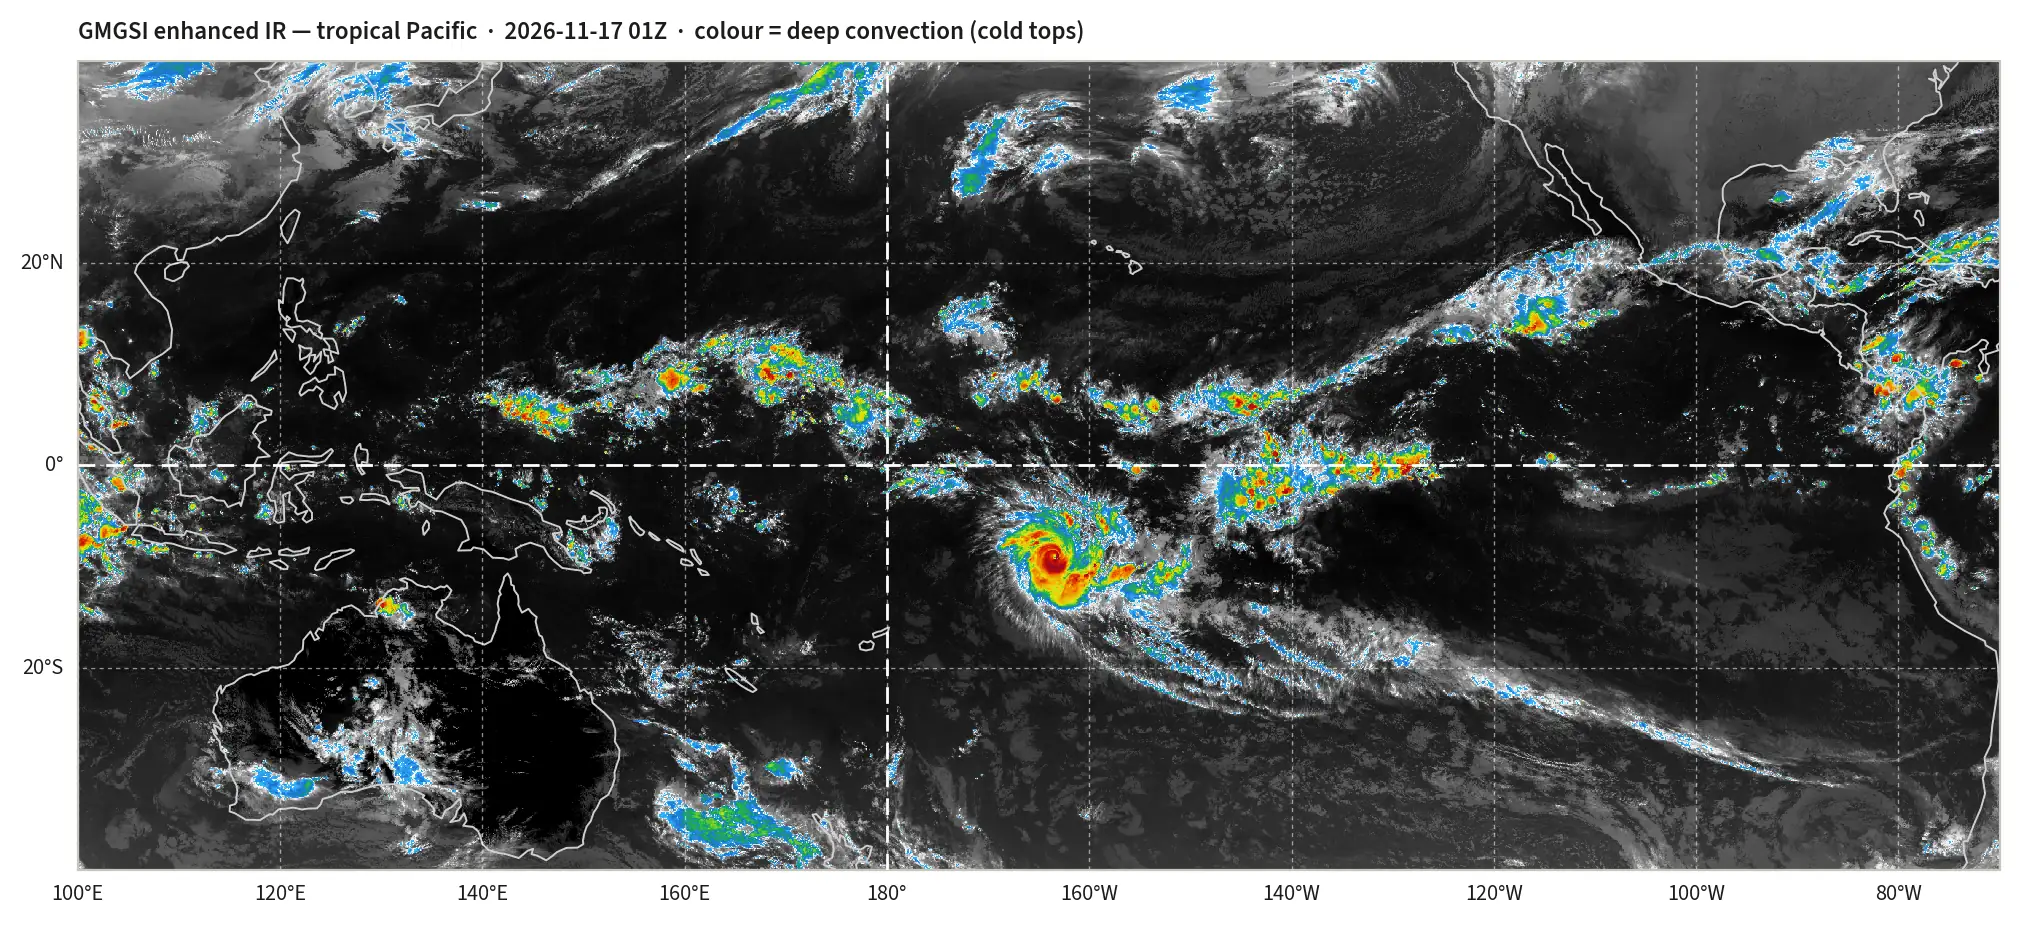 GMGSI enhanced IR — tropical Pacific · 2026-11-17 01Z · colour = deep convection (cold tops)
20°N
0°
20°S
100°E 120°E 140°E 160°E 180° 160°W 140°W 120°W 100°W 80°W